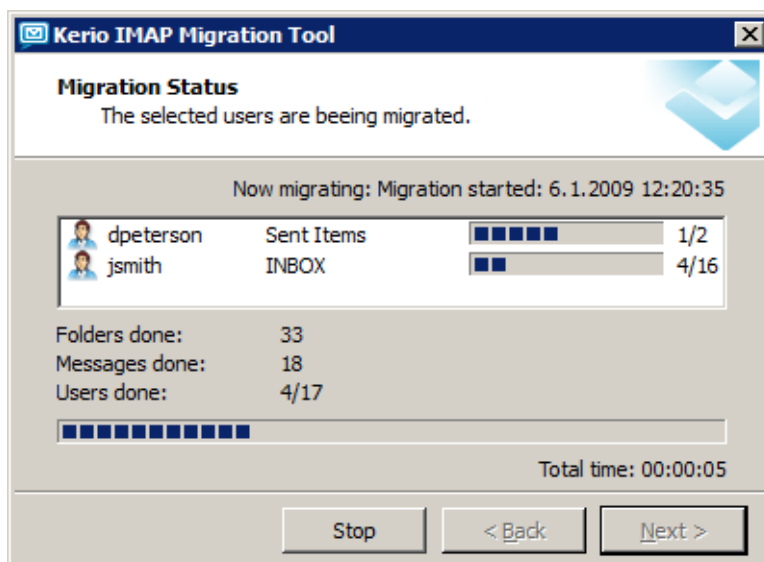 Kerio IMAP Migration Tool
Migration Status
The selected users are beeing migrated.
Now migrating: Migration started: 6.1.2009 12:20:35
dpeterson Sent Items 1/2
jsmith INBOX 4/16
Folders done: 33
Messages done: 18
Users done: 4/17
Total time: 00:00:05
Stop < Back Next >